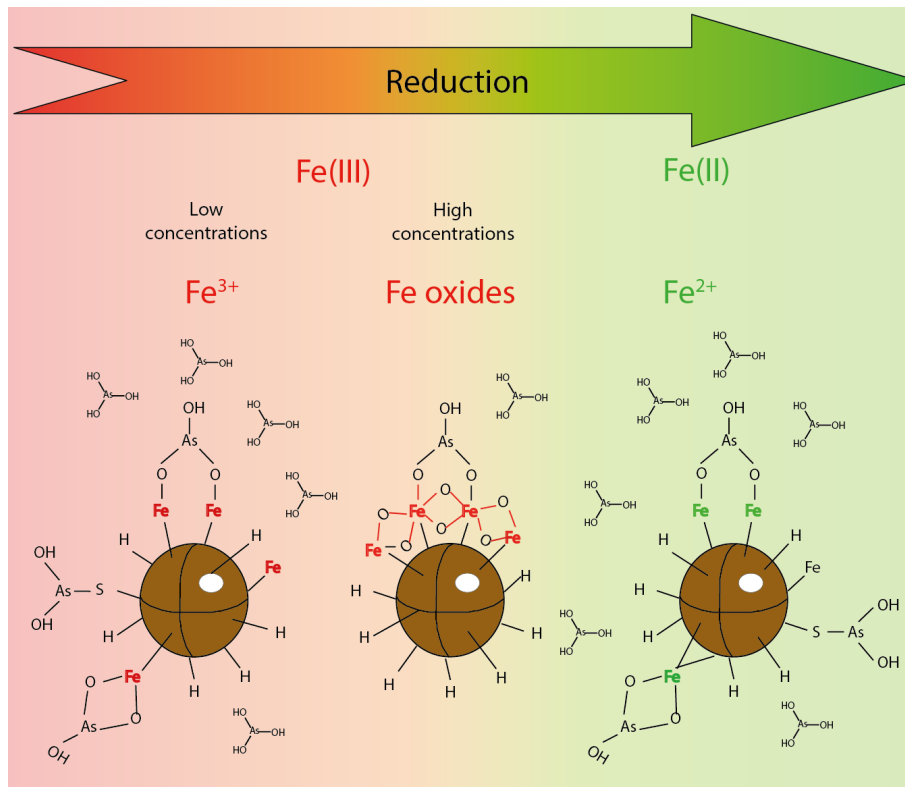 Reduction
Fe(III)
Fe(II)
Low
concentrations
High
concentrations
Fe³⁺
Fe oxides
Fe²⁺
HO
As OH
HO
HO
As OH
HO
HO
As OH
HO
HO
As OH
HO
OH
As
O O
Fe Fe
H H
Fe
OH
As S
OH
H H
H H
Fe
O
O
As
OH
HO
As OH
HO
HO
As OH
HO
OH
As
O O
O
O Fe Fe O
O
O O
Fe Fe
H H
H H
H H H
HO
As OH
HO
HO
As OH
HO
HO
As OH
HO
HO
As OH
HO
HO
As OH
HO
OH
As
O O
Fe Fe
H H
Fe
H
OH
H S As
OH
Fe H H
O
O
As
OH
HO
As OH
HO